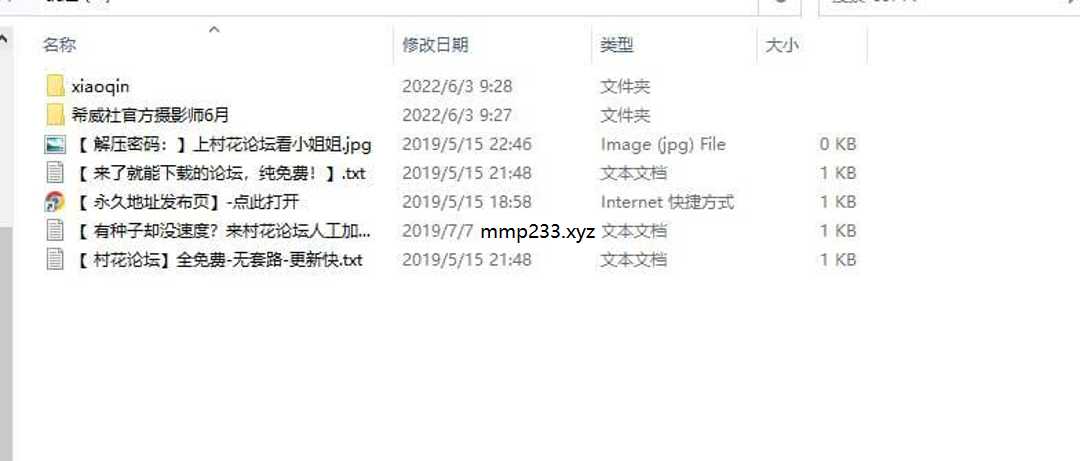 名称 修改日期 类型 大小
xiaoqin 2022/6/3 9:28 文件夹
希威社官方摄影师6月 2022/6/3 9:27 文件夹
【 解压密码：】上村花论坛看小姐姐.jpg 2019/5/15 22:46 Image (jpg) File 0 KB
【 来了就能下载的论坛，纯免费！】.txt 2019/5/15 21:48 文本文档 1 KB
【 永久地址发布页】-点此打开 2019/5/15 18:58 Internet 快捷方式 1 KB
【 有种子却没速度？来村花论坛人工加... 2019/7/7 mmp233.xyz 文本文档 1 KB
【 村花论坛】全免费-无套路-更新快.txt 2019/5/15 21:48 文本文档 1 KB